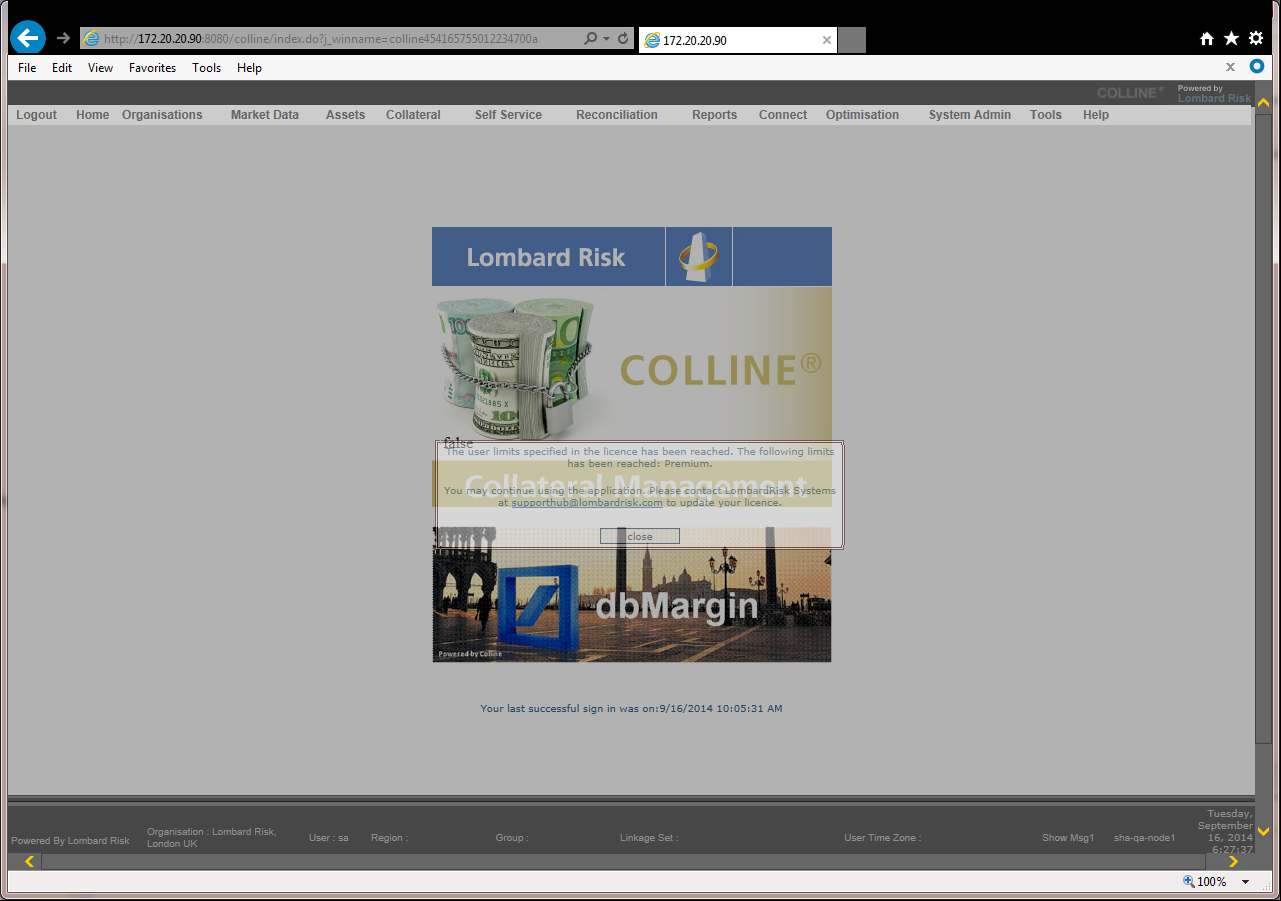 http://172.20.20.90:8080/colline/index.do?j_winname=colline454165755012234700a
172.20.20.90
File Edit View Favorites Tools Help
COLLINE®
Powered by
Lombard Risk
Logout Home Organisations Market Data Assets Collateral Self Service Reconciliation Reports Connect Optimisation System Admin Tools Help
Lombard Risk
COLLINE®
false
The user limits specified in the licence has been reached. The following limits
has been reached: Premium.
Collateral Management
You may continue using the application. Please contact LombardRisk Systems
at supporthub@lombardrisk.com to update your licence.
close
dbMargin
Powered by Colline
Your last successful sign in was on:9/16/2014 10:05:31 AM
Powered By Lombard Risk
Organisation : Lombard Risk,
London UK
User : sa
Region :
Group :
Linkage Set :
User Time Zone :
Show Msg1
sha-qa-node1
Tuesday,
September
16, 2014
6:27:37
100%